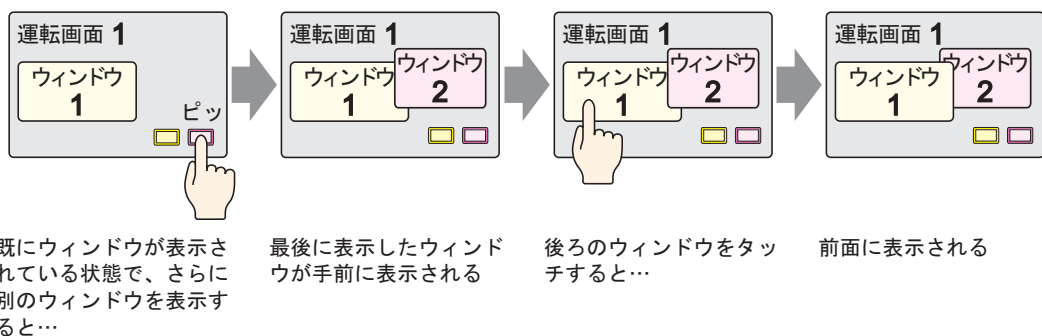 運転画面 1
ウィンドウ
1
ピッ
運転画面 1
ウィンドウ
1
ウィンドウ
2
運転画面 1
ウィンドウ
1
ウィンドウ
2
運転画面 1
ウィンドウ
1
ウィンドウ
2
既にウィンドウが表示さ
れている状態で、さらに
別のウィンドウを表示す
ると…
最後に表示したウィンド
ウが手前に表示される
後ろのウィンドウをタッ
チすると…
前面に表示される